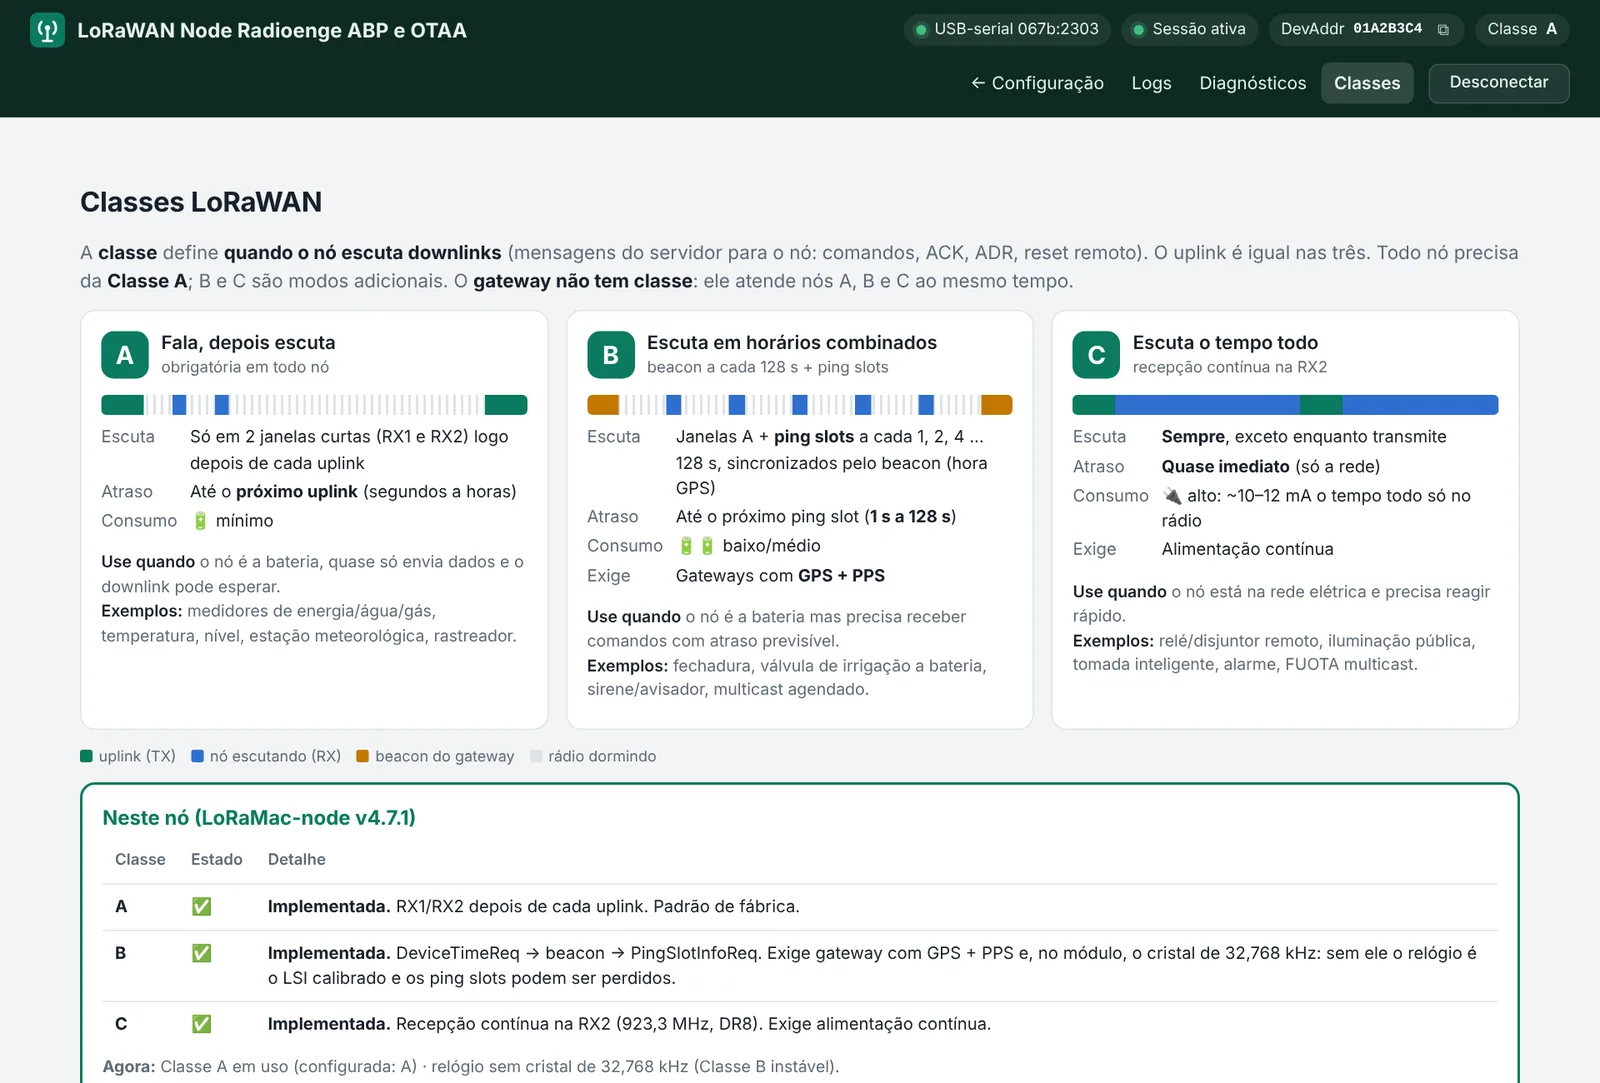 LoRaWAN Node Radioenge ABP e OTAA
USB-serial 067b:2303
Sessão ativa
DevAddr 01A2B3C4
Classe A
← Configuração
Logs
Diagnósticos
Classes
Desconectar
Classes LoRaWAN
A classe define quando o nó escuta downlinks (mensagens do servidor para o nó: comandos, ACK, ADR, reset remoto). O uplink é igual nas três. Todo nó precisa
da Classe A; B e C são modos adicionais. O gateway não tem classe: ele atende nós A, B e C ao mesmo tempo.
A
Fala, depois escuta
obrigatória em todo nó
Escuta Só em 2 janelas curtas (RX1 e RX2) logo
depois de cada uplink
Atraso Até o próximo uplink (segundos a horas)
Consumo 🔋 mínimo
Use quando o nó é a bateria, quase só envia dados e o
downlink pode esperar.
Exemplos: medidores de energia/água/gás,
temperatura, nível, estação meteorológica, rastreador.
B
Escuta em horários combinados
beacon a cada 128 s + ping slots
Escuta Janelas A + ping slots a cada 1, 2, 4 ...
128 s, sincronizados pelo beacon (hora
GPS)
Atraso Até o próximo ping slot (1 s a 128 s)
Consumo 🔋🔋 baixo/médio
Exige Gateways com GPS + PPS
Use quando o nó é a bateria mas precisa receber
comandos com atraso previsível.
Exemplos: fechadura, válvula de irrigação a bateria,
sirene/avisador, multicast agendado.
C
Escuta o tempo todo
recepção contínua na RX2
Escuta Sempre, exceto enquanto transmite
Atraso Quase imediato (só a rede)
Consumo 🔌 alto: ~10–12 mA o tempo todo só no
rádio
Exige Alimentação contínua
Use quando o nó está na rede elétrica e precisa reagir
rápido.
Exemplos: relé/disjuntor remoto, iluminação pública,
tomada inteligente, alarme, FUOTA multicast.
uplink (TX) nó escutando (RX) beacon do gateway rádio dormindo
Neste nó (LoRaMac-node v4.7.1)
Classe Estado Detalhe
A ✅ Implementada. RX1/RX2 depois de cada uplink. Padrão de fábrica.
B ✅ Implementada. DeviceTimeReq → beacon → PingSlotInfoReq. Exige gateway com GPS + PPS e, no módulo, o cristal de 32,768 kHz: sem ele o relógio é
o LSI calibrado e os ping slots podem ser perdidos.
C ✅ Implementada. Recepção contínua na RX2 (923,3 MHz, DR8). Exige alimentação contínua.
Agora: Classe A em uso (configurada: A) · relógio sem cristal de 32,768 kHz (Classe B instável).